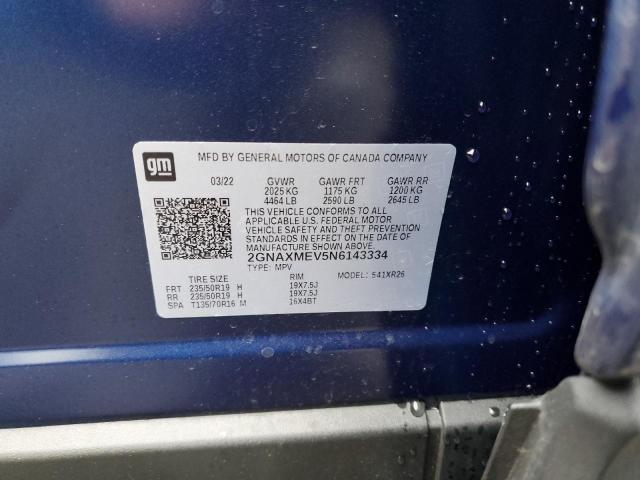 gm
MFD BY GENERAL MOTORS OF CANADA COMPANY
03/22 GVWR GAWR FRT GAWR RR
2025 KG 1175 KG 1200 KG
4464 LB 2590 LB 2645 LB
THIS VEHICLE CONFORMS TO ALL
APPLICABLE U.S. FEDERAL MOTOR
VEHICLE SAFETY AND THEFT PREVENTION
STANDARDS IN EFFECT ON THE DATE OF
MANUFACTURE SHOWN ABOVE.
2GNAXMEV5N6143334
TYPE: MPV MODEL: 541XR26
TIRE SIZE RIM
FRT 235/50R19 H 19X7.5J
RR 235/50R19 H 19X7.5J
SPA T135/70R16 M 16X4BT